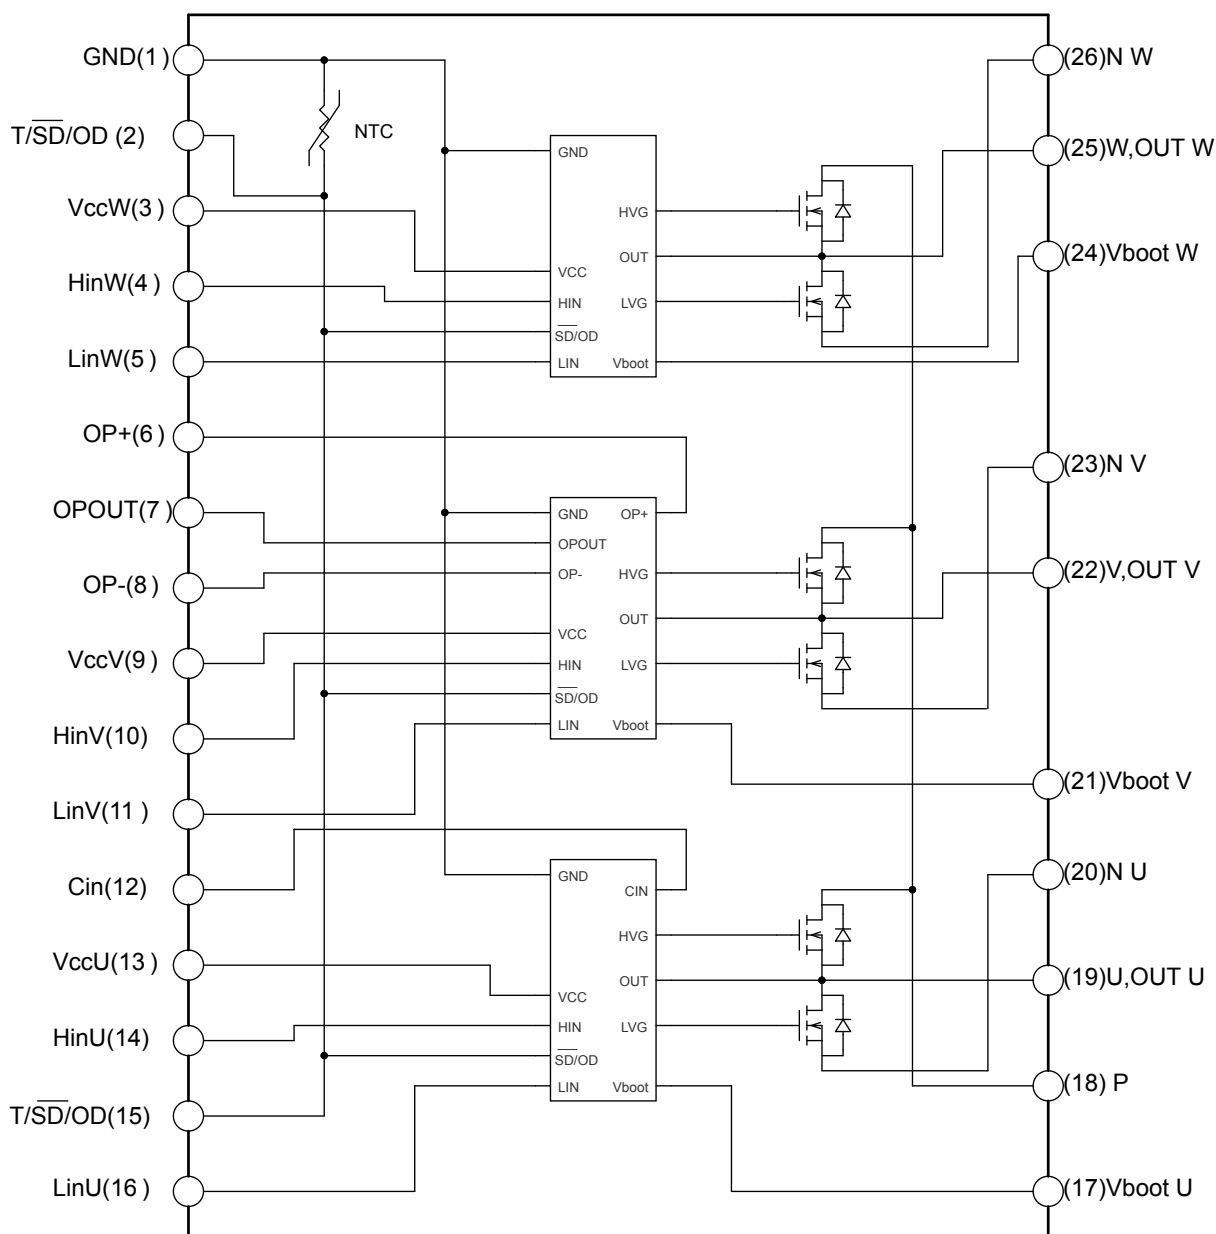 GND(1)
T/SD/OD (2)
VccW(3)
HinW(4)
LinW(5)
OP+(6)
OPOUT(7)
OP-(8)
VccV(9)
HinV(10)
LinV(11)
Cin(12)
VccU(13)
HinU(14)
T/SD/OD(15)
LinU(16)
NTC
GND
HVG
OUT
VCC
HIN
LVG
SD/OD
LIN
Vboot
GND
OP+
OPOUT
OP-
HVG
OUT
VCC
HIN
LVG
SD/OD
LIN
Vboot
GND
CIN
HVG
OUT
VCC
HIN
LVG
SD/OD
LIN
Vboot
(26)N W
(25)W,OUT W
(24)Vboot W
(23)N V
(22)V,OUT V
(21)Vboot V
(20)N U
(19)U,OUT U
(18) P
(17)Vboot U